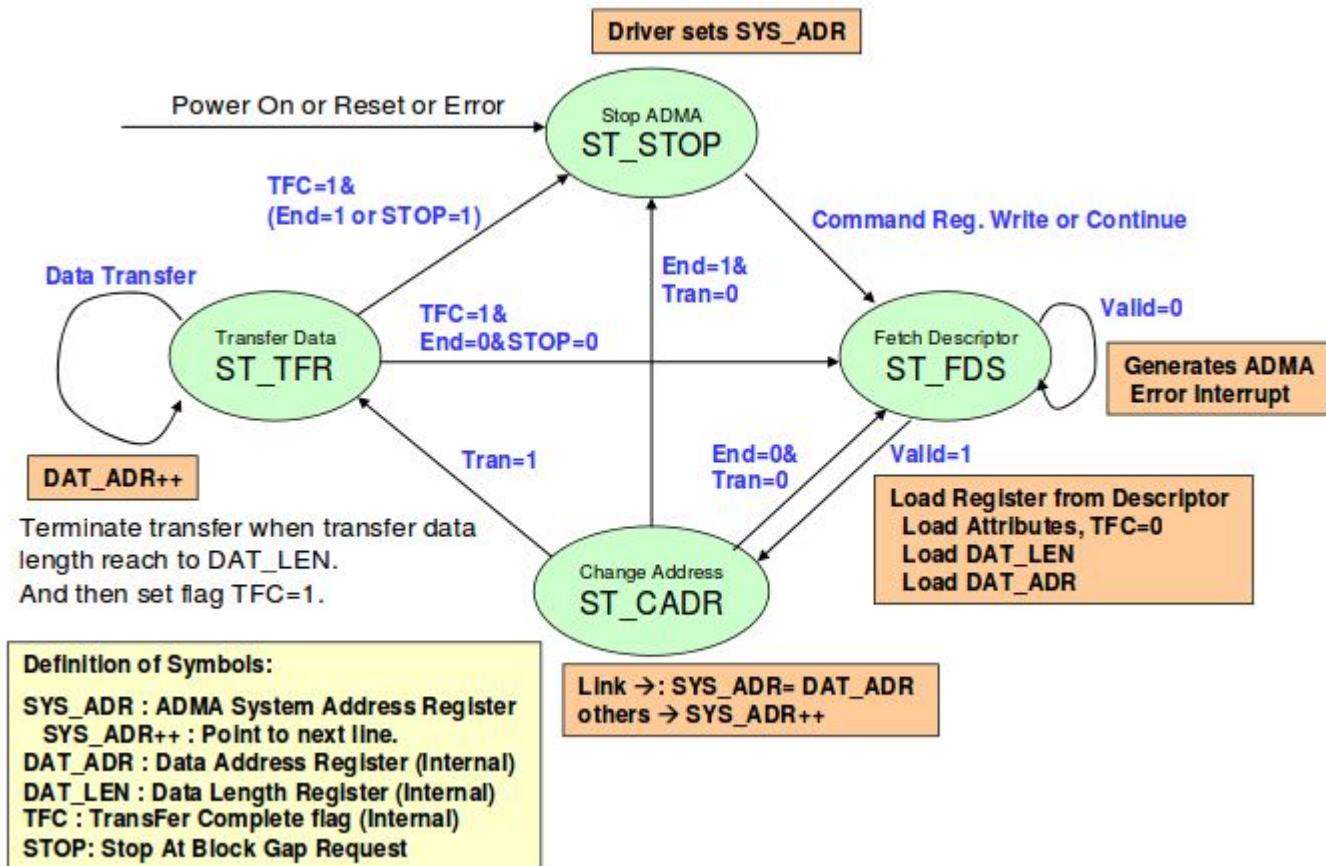 Driver sets SYS_ADR
Power On or Reset or Error
Stop ADMA
ST_STOP
TFC=1&
(End=1 or STOP=1)
Command Reg. Write or Continue
Data Transfer
End=1&
Tran=0
Valid=0
TFC=1&
End=0&STOP=0
Transfer Data
ST_TFR
Fetch Descriptor
ST_FDS
Generates ADMA
Error Interrupt
Tran=1
End=0&
Tran=0
Valid=1
DAT_ADR++
Load Register from Descriptor
Load Attributes, TFC=0
Load DAT_LEN
Load DAT_ADR
Terminate transfer when transfer data
length reach to DAT_LEN.
And then set flag TFC=1.
Change Address
ST_CADR
Definition of Symbols:
SYS_ADR : ADMA System Address Register
SYS_ADR++ : Point to next line.
DAT_ADR : Data Address Register (Internal)
DAT_LEN : Data Length Register (Internal)
TFC : TransFer Complete flag (Internal)
STOP: Stop At Block Gap Request
Link →: SYS_ADR= DAT_ADR
others → SYS_ADR++